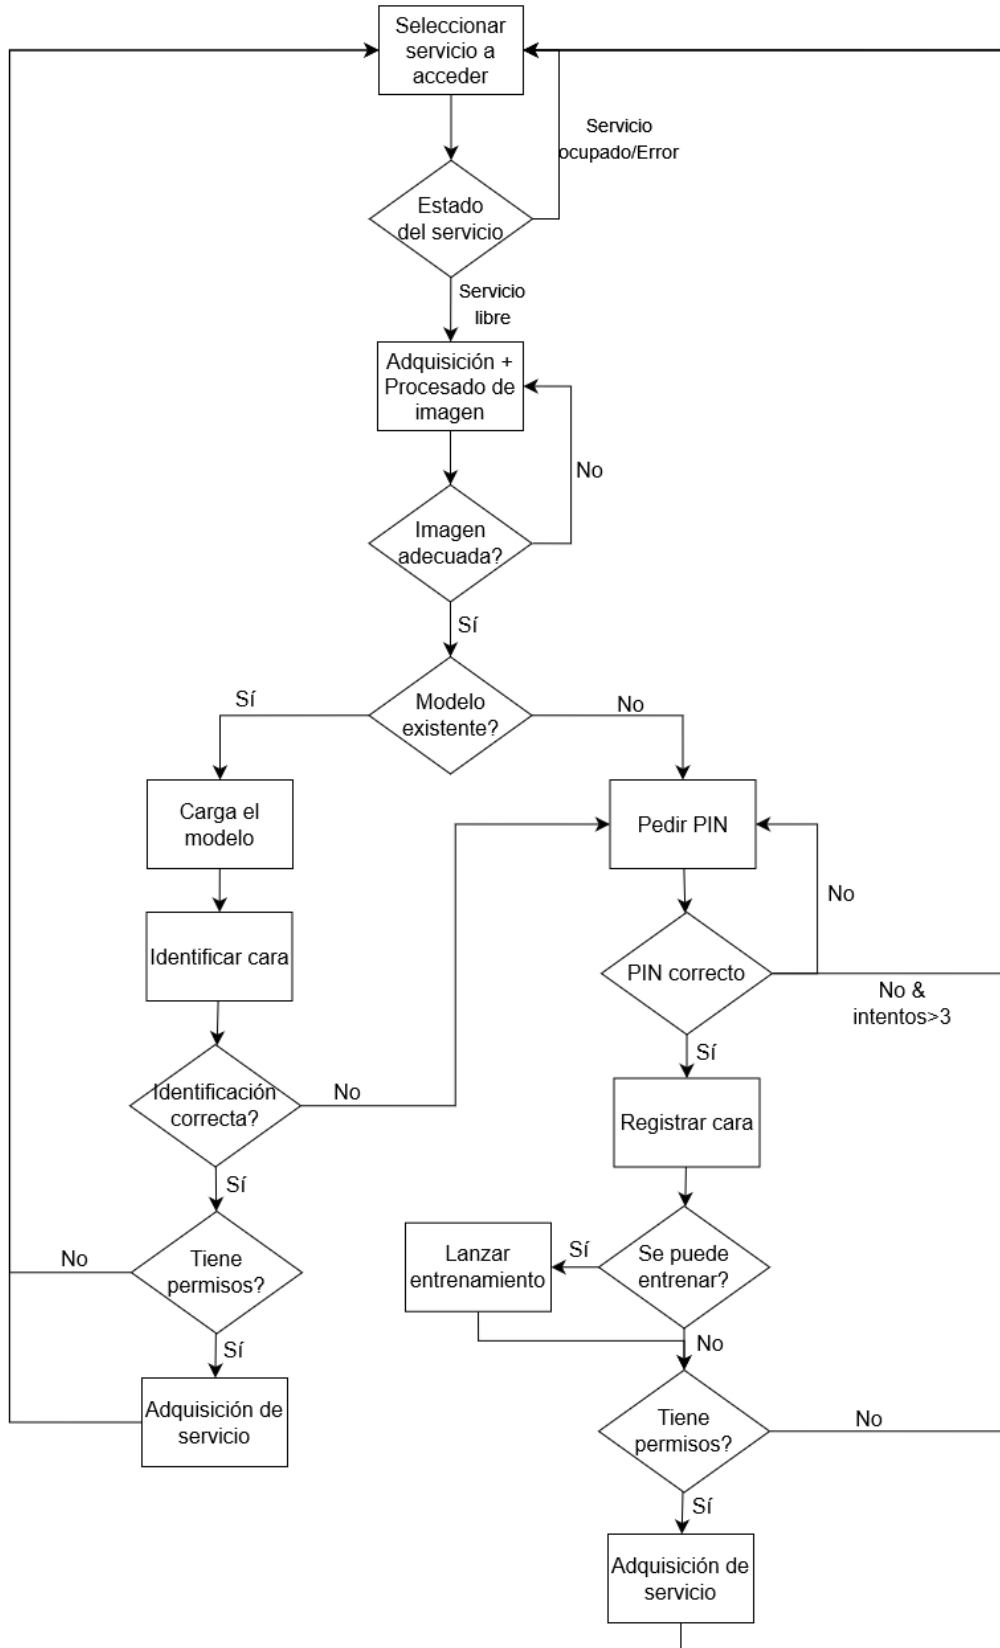 Seleccionar
servicio a
acceder
Servicio
ocupado/Error
Estado
del servicio
Servicio
libre
Adquisición +
Procesado de
imagen
No
Imagen
adecuada?
Sí
Modelo
existente?
Sí
No
Carga el
modelo
Pedir PIN
No
Identificar cara
PIN correcto
No &
intentos>3
Sí
Identificación
correcta?
No
Registrar cara
Sí
Tiene
permisos?
No
Lanzar
entrenamiento
Sí
Se puede
entrenar?
No
Sí
Adquisición de
servicio
Tiene
permisos?
No
Sí
Adquisición de
servicio